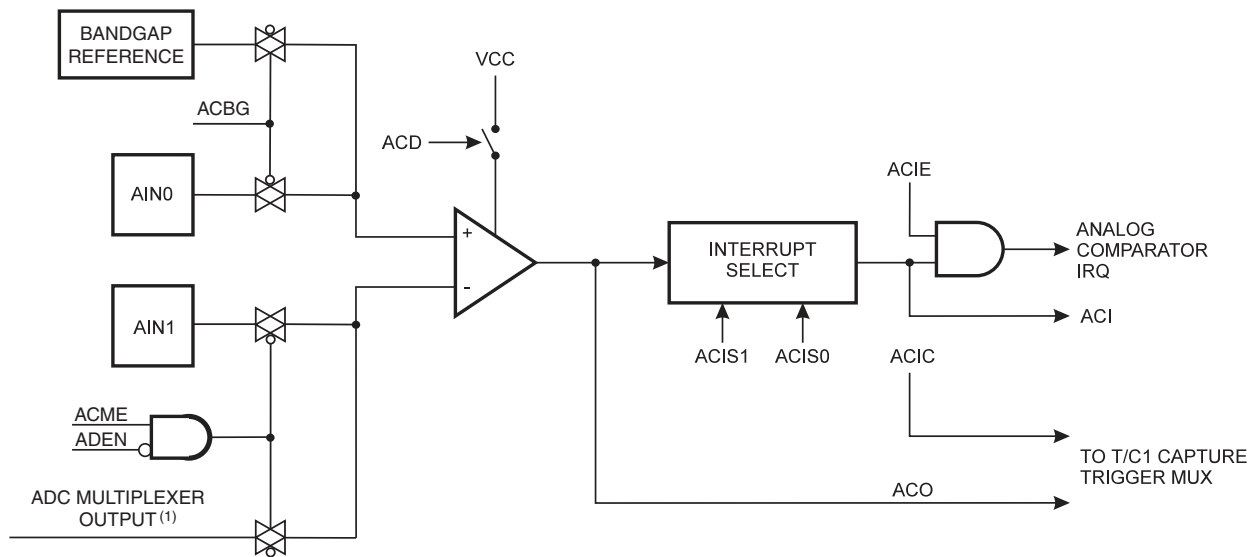 BANDGAP
REFERENCE
ACBG
AIN0
VCC
ACD
+
-
AIN1
ACME
ADEN
ADC MULTIPLEXER
OUTPUT (1)
INTERRUPT
SELECT
ACIS1
ACIS0
ACIE
ANALOG
COMPARATOR
IRQ
ACI
ACIC
TO T/C1 CAPTURE
TRIGGER MUX
ACO